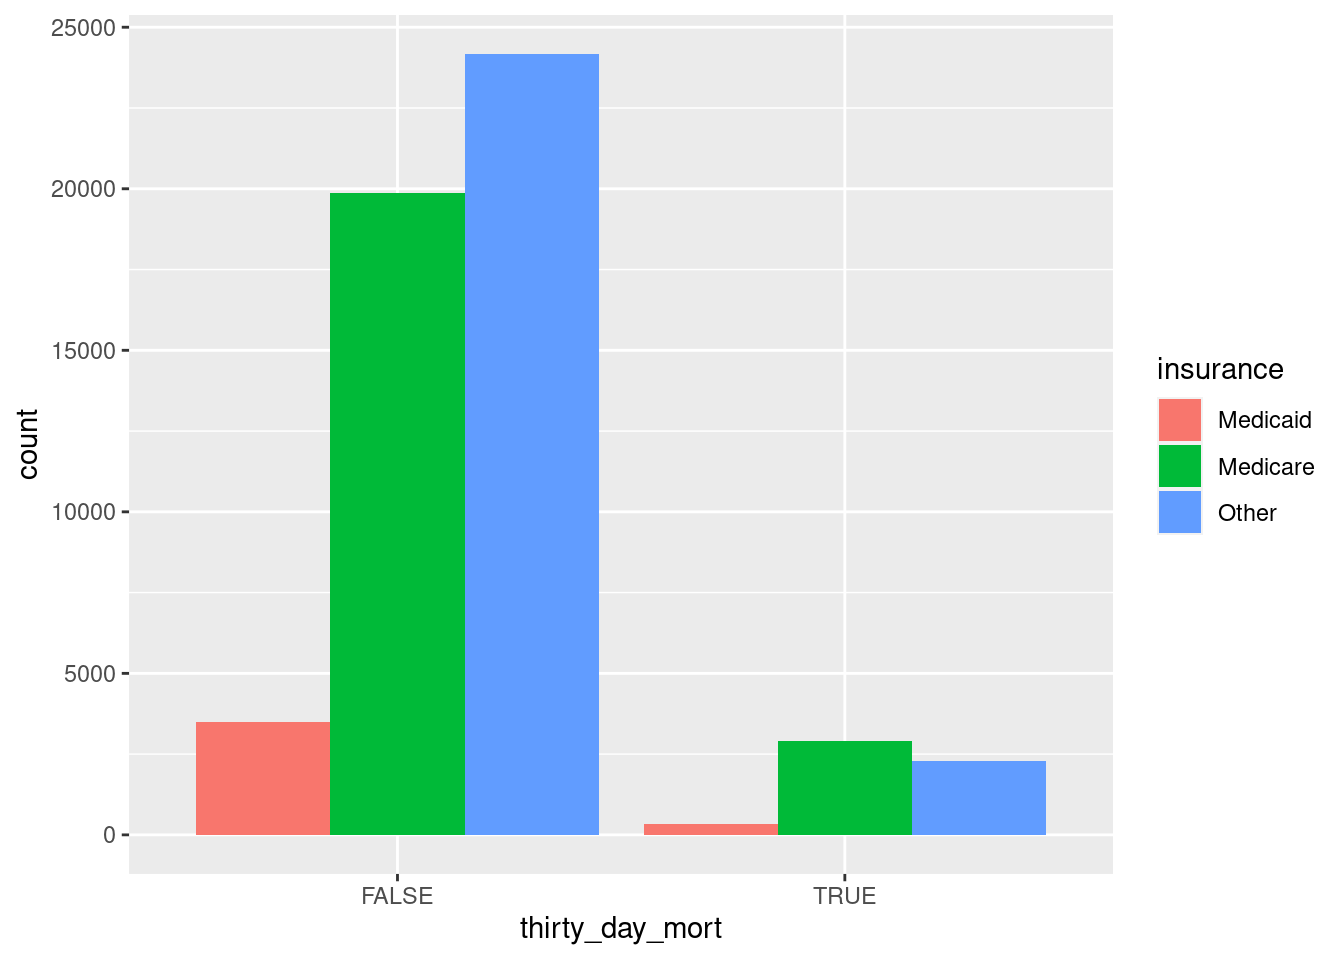 25000
20000
15000
10000
5000
0
count
FALSE
TRUE
thirty_day_mort
insurance
Medicaid
Medicare
Other